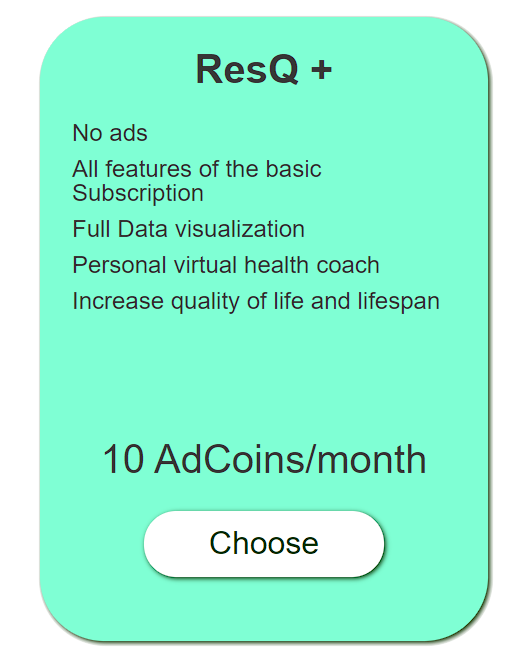 ResQ +
No ads
All features of the basic
Subscription
Full Data visualization
Personal virtual health coach
Increase quality of life and lifespan
10 AdCoins/month
Choose